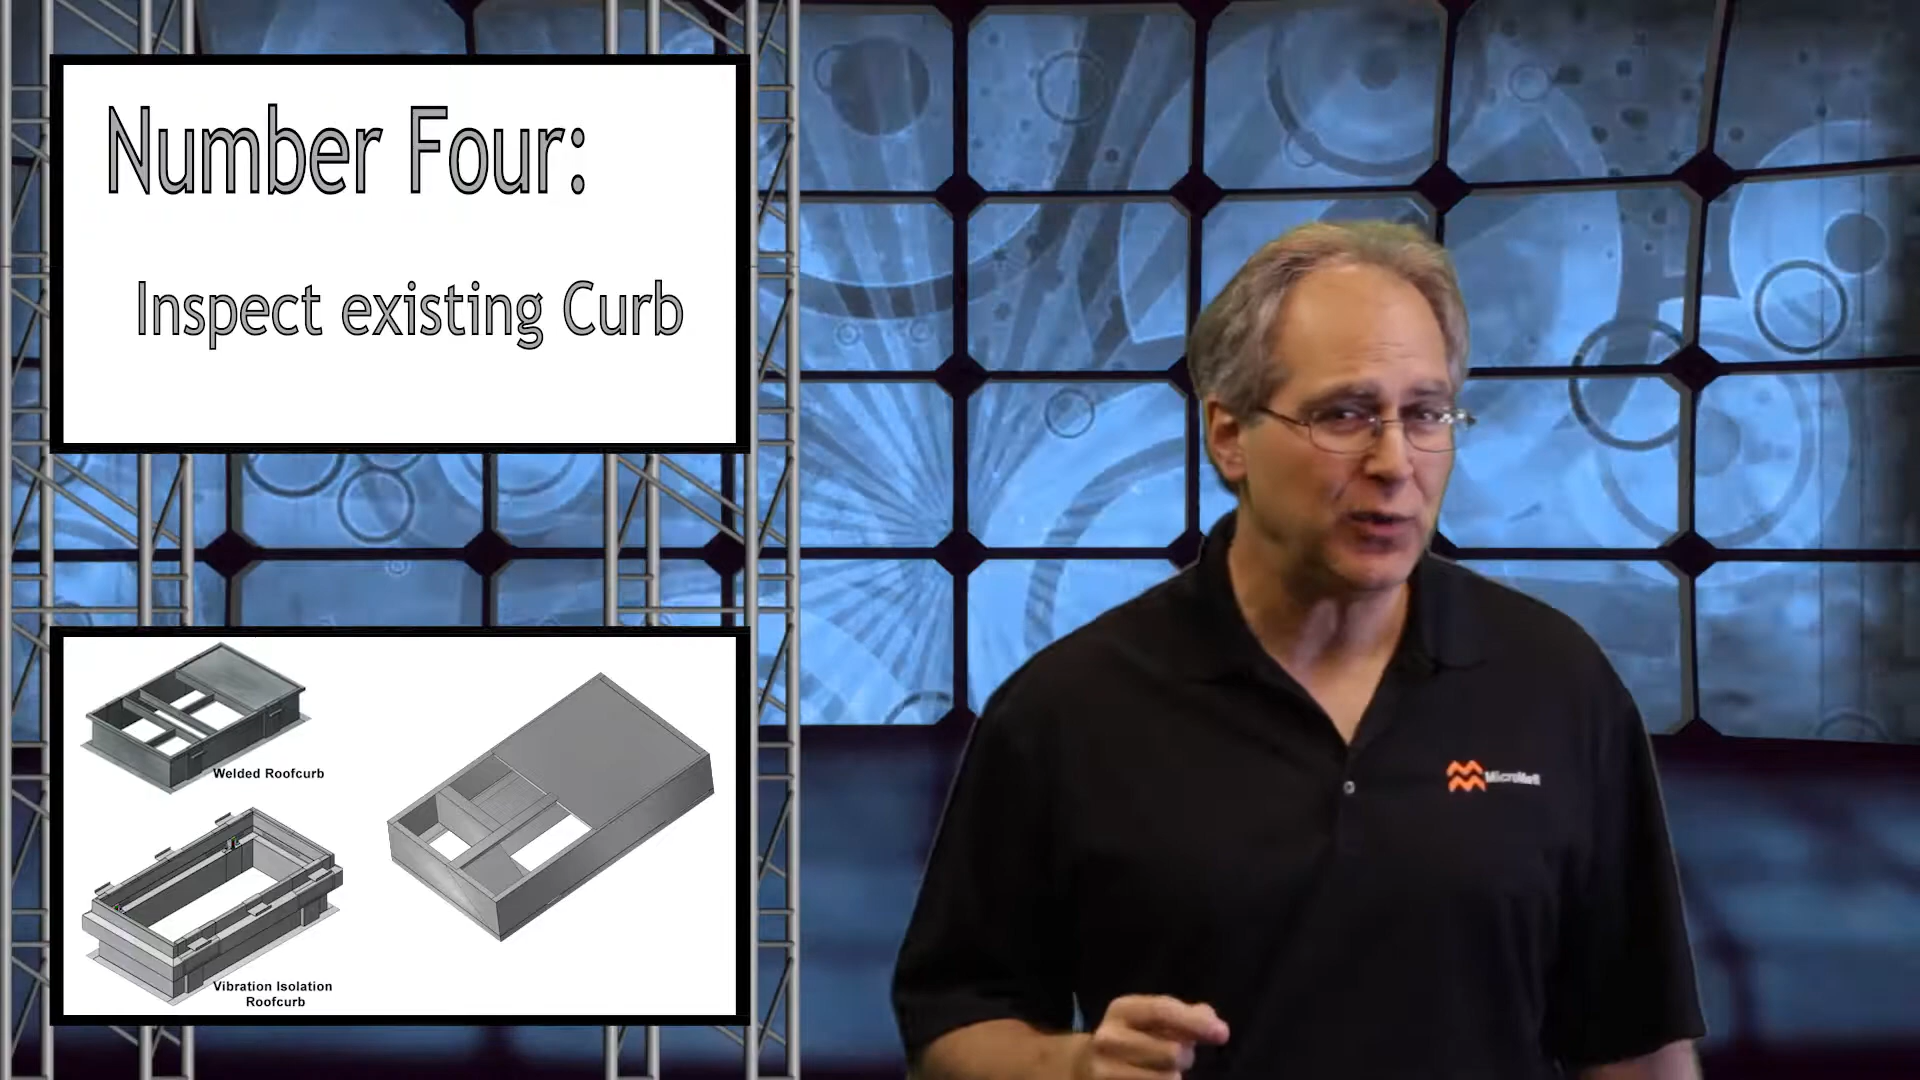 Number Four:
Inspect existing Curb
Welded Roofcurb
Vibration Isolation
Roofcurb
MicroMetl